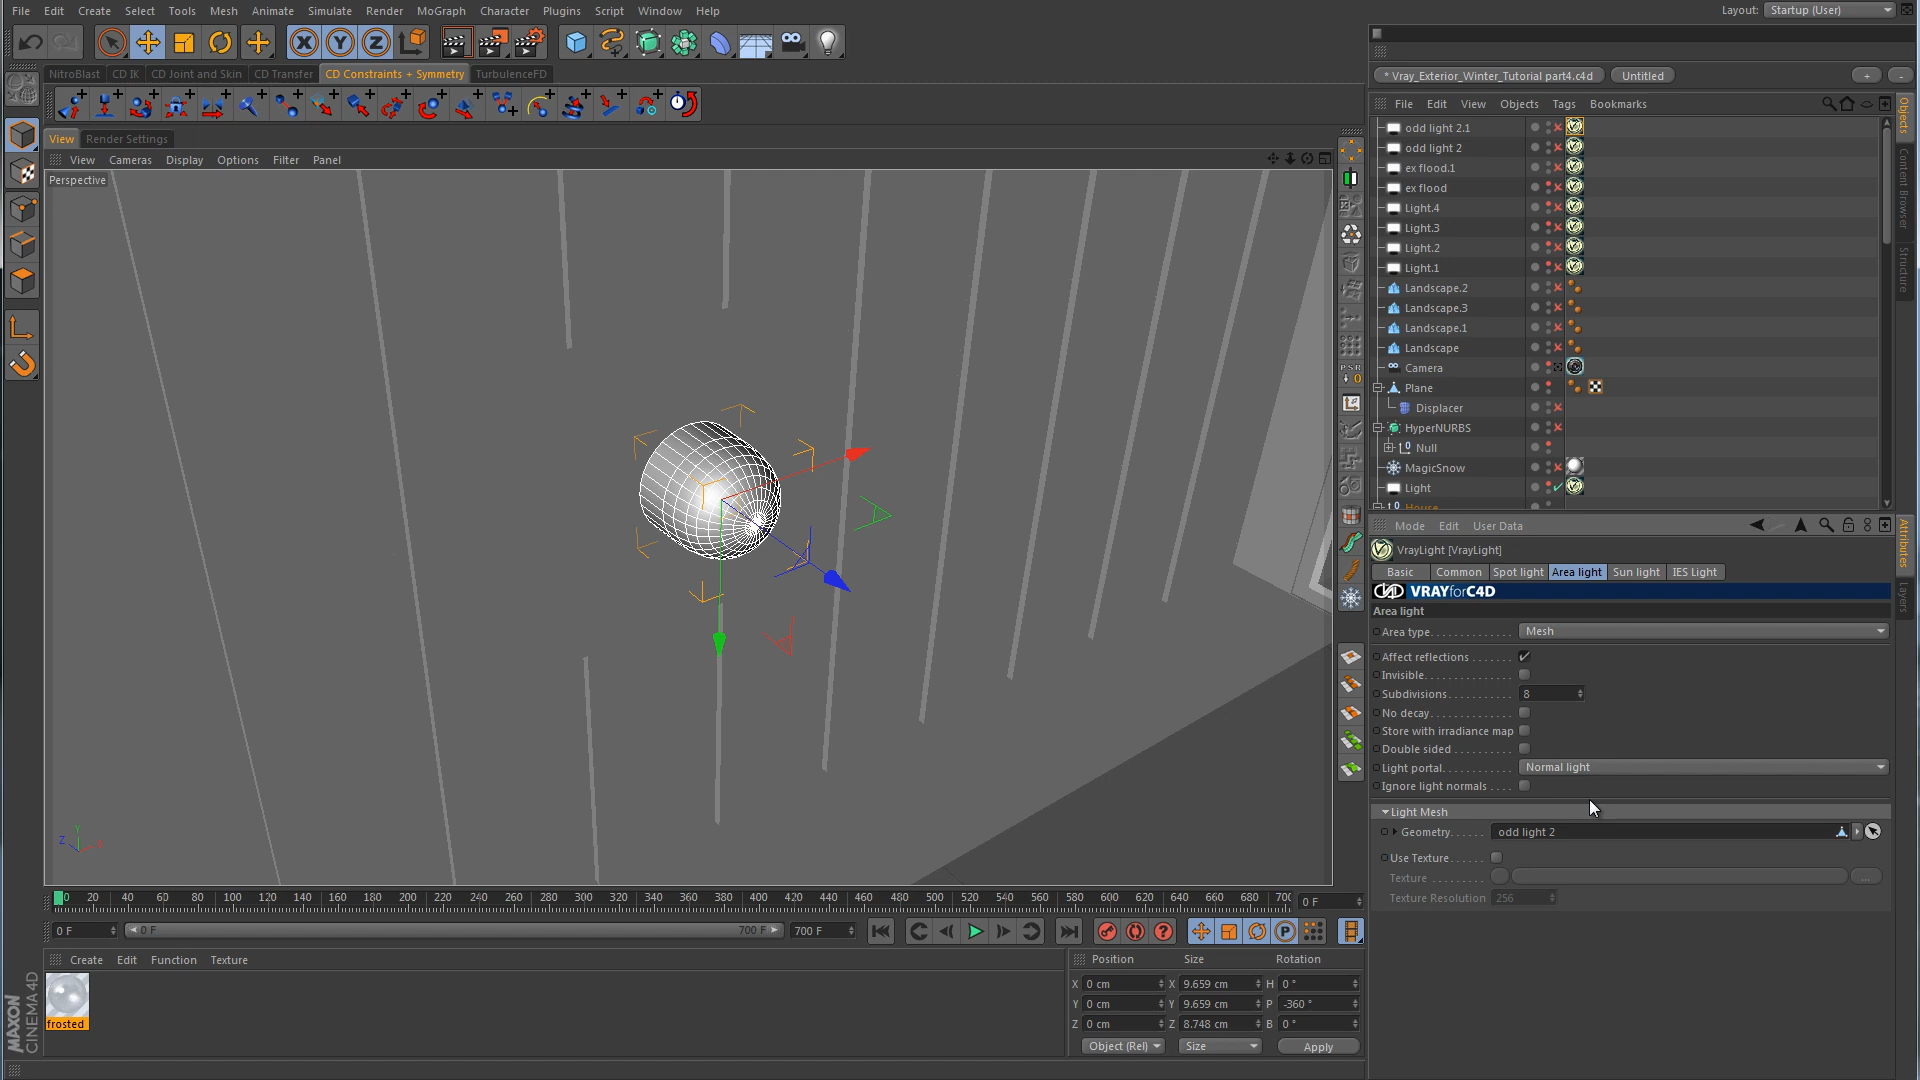 File Edit Create Select Tools Mesh Animate Simulate Render MoGraph Character Plugins Script Window Help
Layout: Startup (User)
NitroBlast CD IK CD Joint and Skin CD Transfer CD Constraints + Symmetry TurbulenceFD
* Vray_Exterior_Winter_Tutorial part4.c4d Untitled + -
File Edit View Objects Tags Bookmarks
View Render Settings
View Cameras Display Options Filter Panel
Perspective
odd light 2.1
odd light 2
ex flood.1
ex flood
Light.4
Light.3
Light.2
Light.1
Landscape.2
Landscape.3
Landscape.1
Landscape
Camera
Plane
Displacer
HyperNURBS
Null
MagicSnow
Light
House
Objects
Content Browser
Structure
PSR
Mode Edit User Data
VrayLight [VrayLight]
Basic Common Spot light Area light Sun light IES Light
VRAYforC4D
Area light
Area type Mesh
Affect reflections
Invisible
Subdivisions 8
No decay
Store with irradiance map
Double sided
Light portal Normal light
Ignore light normals
Light Mesh
Geometry odd light 2
Use Texture
Texture ...
Texture Resolution 256
Attributes
Layers
Z Y X
0 20 40 60 80 100 120 140 160 180 200 220 240 260 280 300 320 340 360 380 400 420 440 460 480 500 520 540 560 580 600 620 640 660 680 700 0 F
0 F 0 F 700 F 700 F
Create Edit Function Texture
frosted
MAXON CINEMA 4D
Position Size Rotation
X 0 cm X 9.659 cm H 0 °
Y 0 cm Y 9.659 cm P -360 °
Z 0 cm Z 8.748 cm B 0 °
Object (Rel) Size Apply